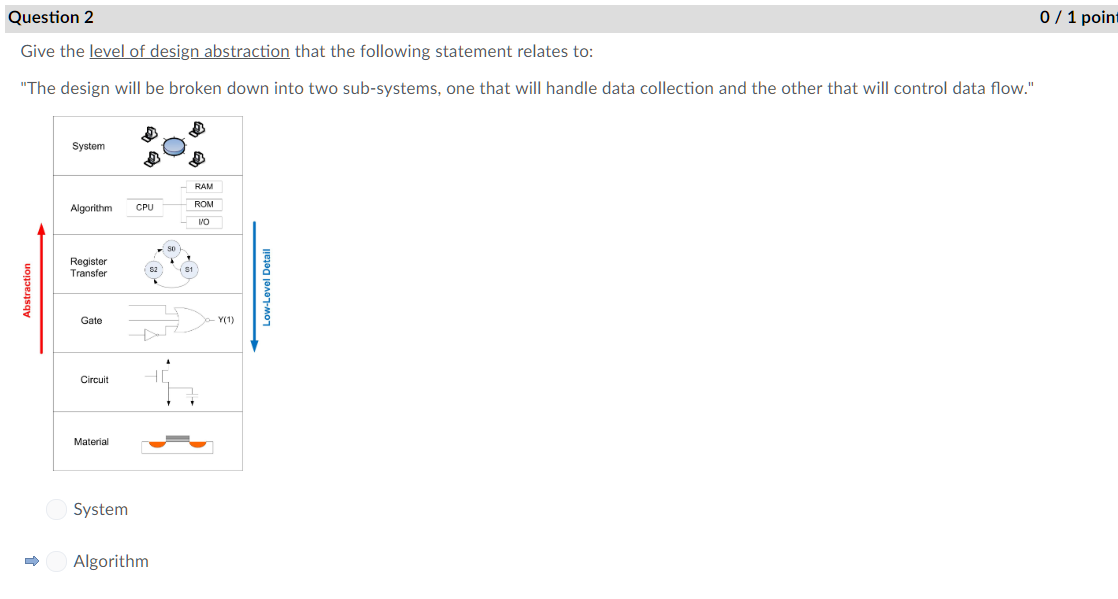 Question 2
0 / 1 point
Give the level of design abstraction that the following statement relates to:
"The design will be broken down into two sub-systems, one that will handle data collection and the other that will control data flow."
System
Algorithm
CPU
RAM
ROM
I/O
Abstraction
Register
Transfer
S0
S2
S1
Low-Level Detail
Gate
Y(1)
Circuit
Material
System
Algorithm